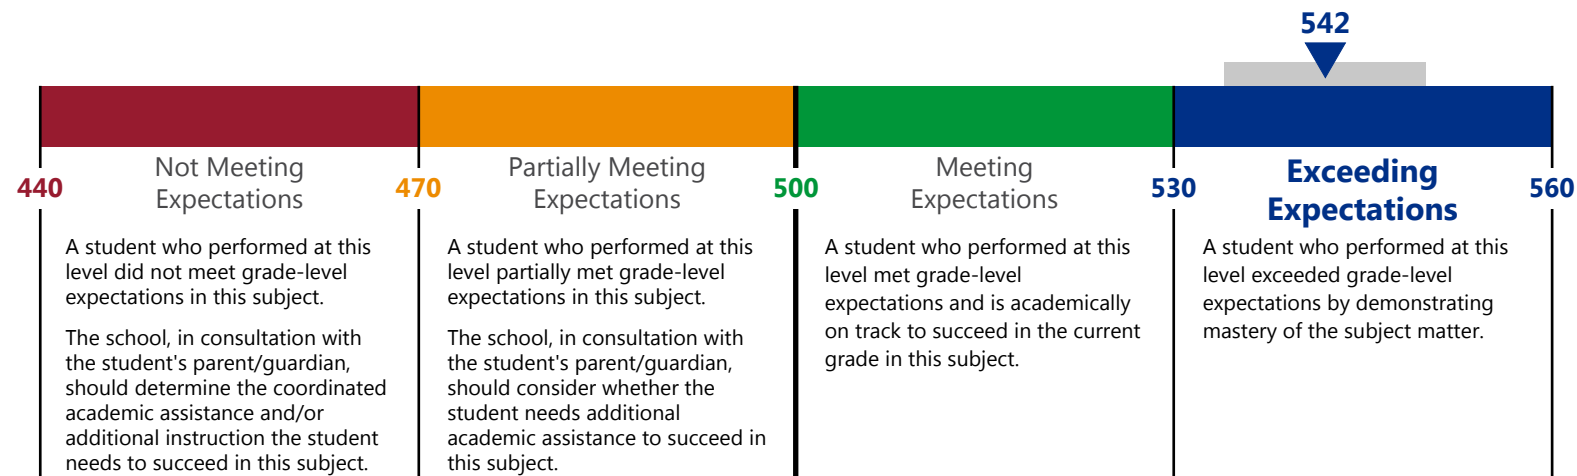 542
440
Not Meeting
Expectations
470
Partially Meeting
Expectations
500
Meeting
Expectations
530
Exceeding
Expectations
560
A student who performed at this
level did not meet grade-level
expectations in this subject.
The school, in consultation with
the student's parent/guardian,
should determine the coordinated
academic assistance and/or
additional instruction the student
needs to succeed in this subject.
A student who performed at this
level partially met grade-level
expectations in this subject.
The school, in consultation with
the student's parent/guardian,
should consider whether the
student needs additional
academic assistance to succeed in
this subject.
A student who performed at this
level met grade-level
expectations and is academically
on track to succeed in the current
grade in this subject.
A student who performed at this
level exceeded grade-level
expectations by demonstrating
mastery of the subject matter.